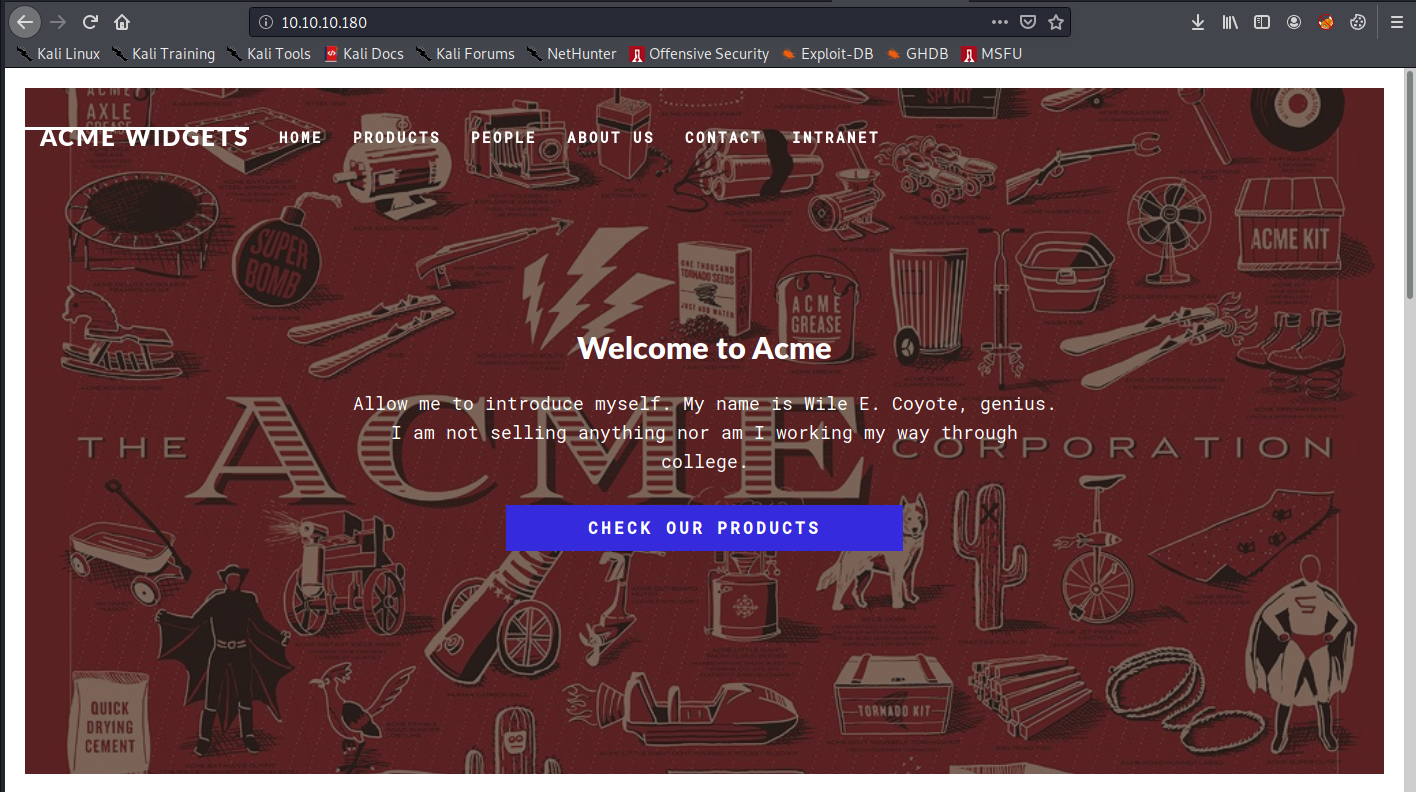 10.10.10.180
Kali Linux Kali Training Kali Tools Kali Docs Kali Forums NetHunter Offensive Security Exploit-DB GHDB MSFU
ACME
AXLE
GREASE
SPY KIT
ACME WIDGETS HOME PRODUCTS PEOPLE ABOUT US CONTACT INTRANET
SUPER
BOMB
ACME KIT
ONE THOUSAND
TORNADO SEEDS
JUST ADD WATER
ACME
GREASE
Welcome to Acme
Allow me to introduce myself. My name is Wile E. Coyote, genius.
I am not selling anything nor am I working my way through
college.
THE ACME CORPORATION
CHECK OUR PRODUCTS
QUICK
DRYING
CEMENT
TORNADO KIT